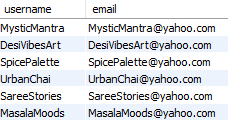 username email
MysticMantra MysticMantra@yahoo.com
DesiVibesArt DesiVibesArt@yahoo.com
SpicePalette SpicePalette@yahoo.com
UrbanChai UrbanChai@yahoo.com
SareeStories SareeStories@yahoo.com
MasalaMoods MasalaMoods@yahoo.com